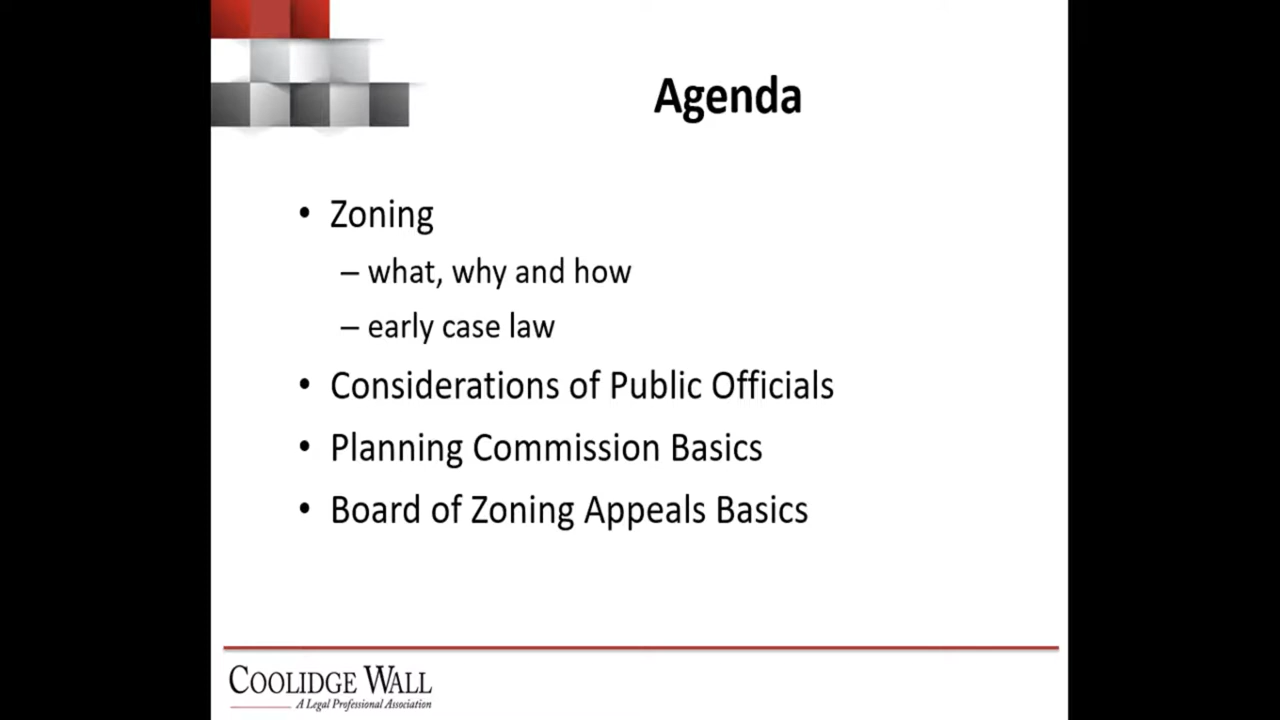 Agenda
• Zoning
– what, why and how
– early case law
• Considerations of Public Officials
• Planning Commission Basics
• Board of Zoning Appeals Basics
COOLIDGE WALL
A Legal Professional Association